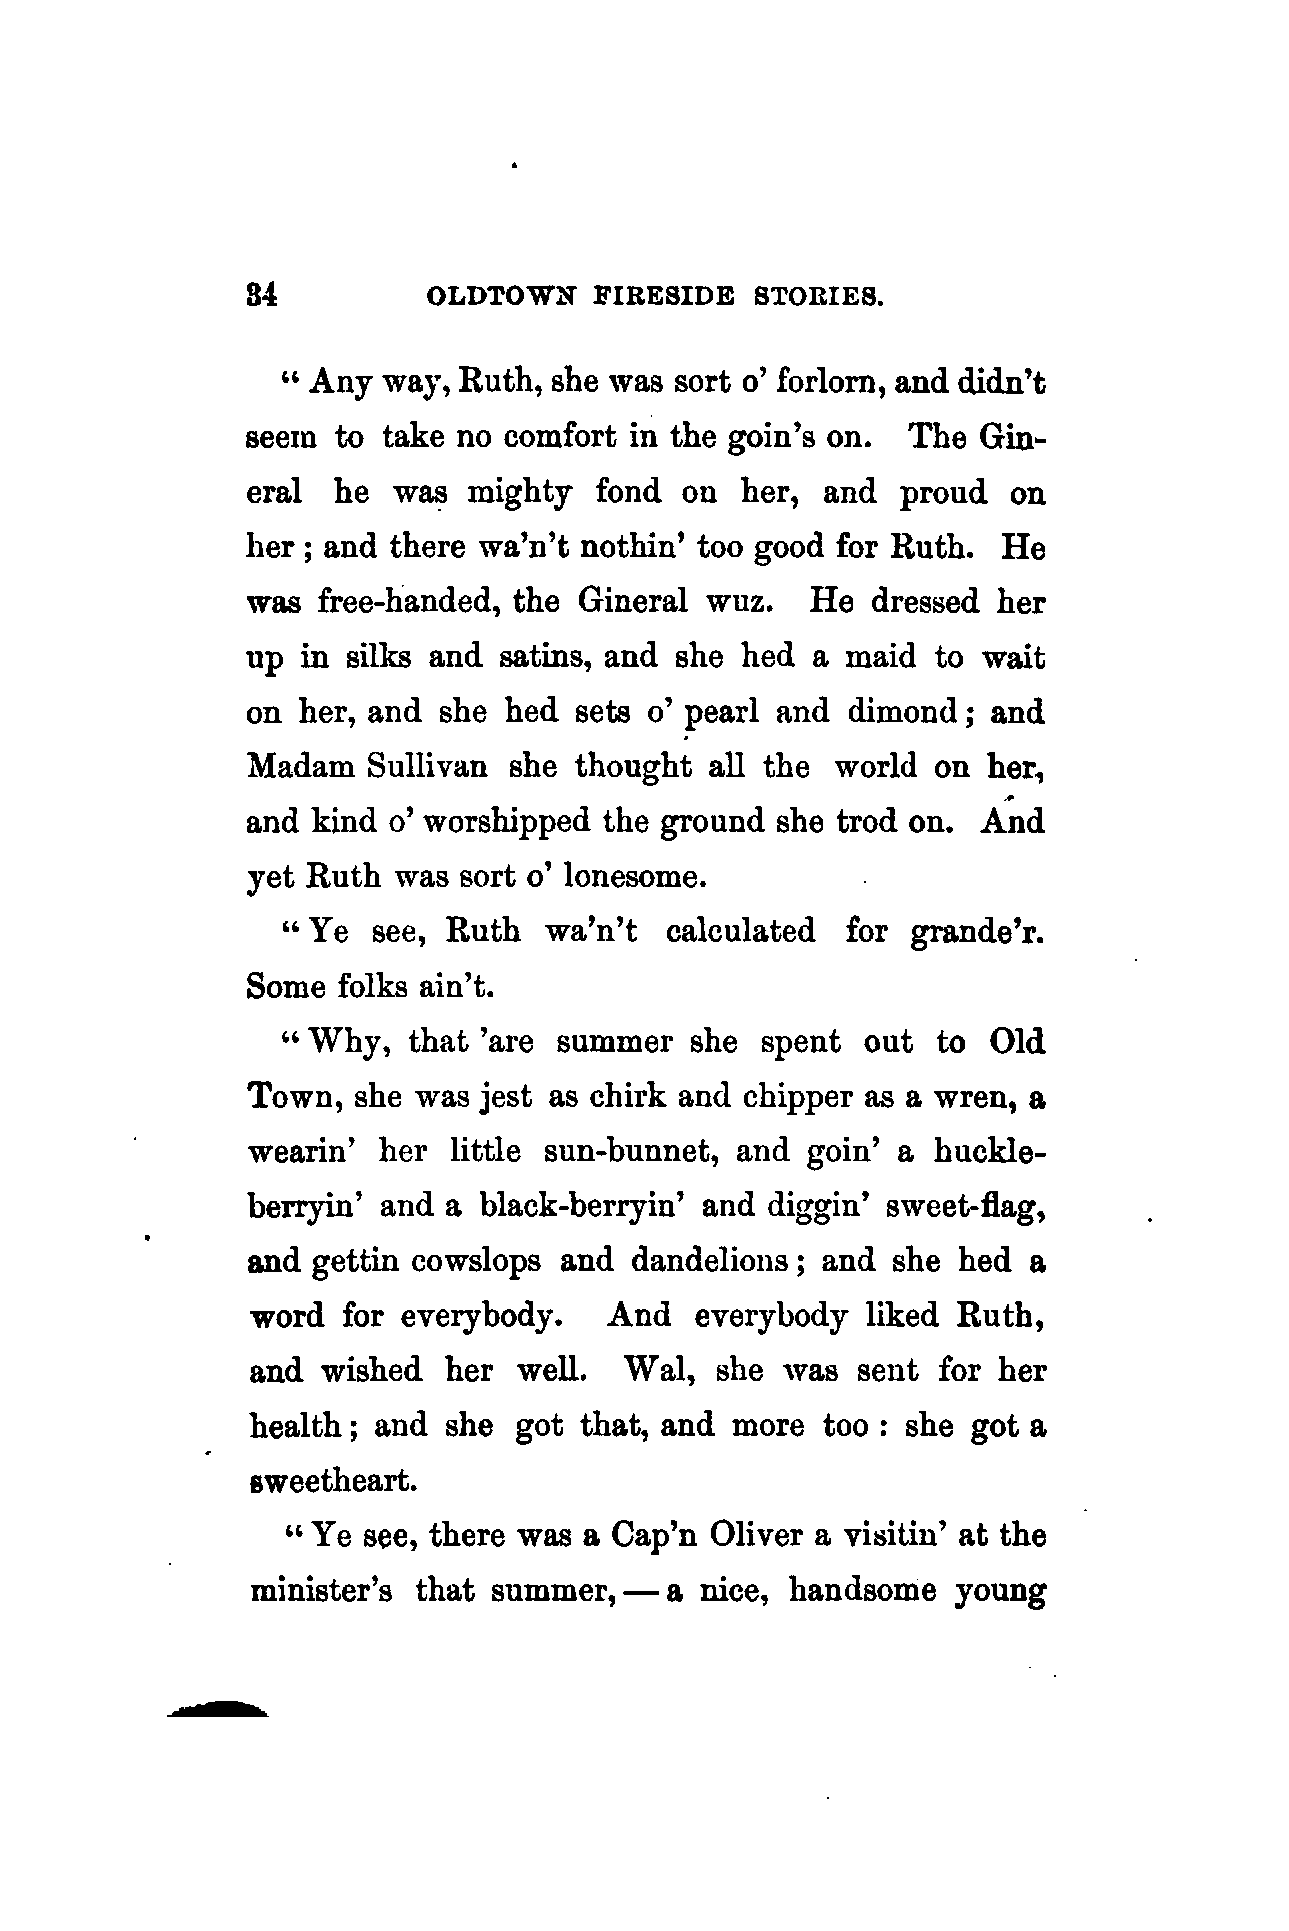 34 OLDTOWN FIRESIDE STORIES.
“ Any way, Ruth, she was sort o’ forlorn, and didn’t
seem to take no comfort in the goin’s on. The Gin-
eral he was mighty fond on her, and proud on
her ; and there wa’n’t nothin’ too good for Ruth. He
was free-handed, the Gineral wuz. He dressed her
up in silks and satins, and she hed a maid to wait
on her, and she hed sets o’ pearl and dimond ; and
Madam Sullivan she thought all the world on her,
and kind o’ worshipped the ground she trod on. And
yet Ruth was sort o’ lonesome.
“ Ye see, Ruth wa’n’t calculated for grande’r.
Some folks ain’t.
“ Why, that ’are summer she spent out to Old
Town, she was jest as chirk and chipper as a wren, a
wearin’ her little sun-bunnet, and goin’ a huckle-
berryin’ and a black-berryin’ and diggin’ sweet-flag,
and gettin cowslops and dandelions ; and she hed a
word for everybody. And everybody liked Ruth,
and wished her well. Wal, she was sent for her
health ; and she got that, and more too : she got a
sweetheart.
“ Ye see, there was a Cap’n Oliver a visitin’ at the
minister’s that summer, — a nice, handsome young